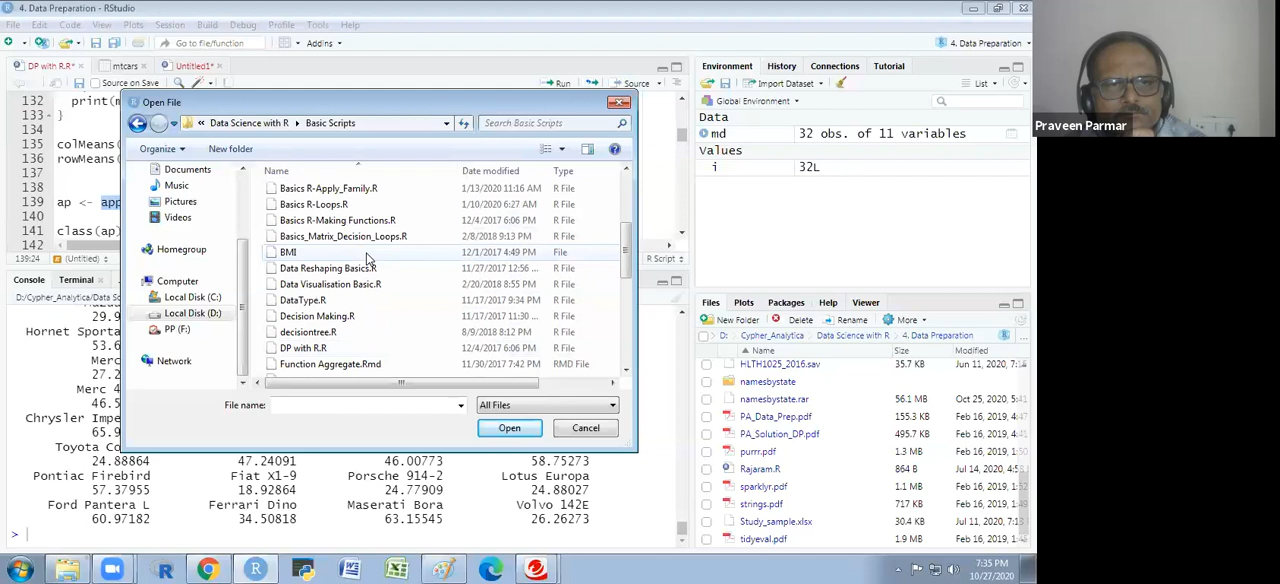 4. Data Preparation - RStudio
File Edit Code View Plots Session Build Debug Profile Tools Help
Go to file/function
Addins
4. Data Preparation
DP with R.R*
mtcars
Untitled1*
Source on Save
Run
Source
132 print(m
133 }
134
135 colMeans(
136 rowMeans(
137
138
139 ap <- app
140
141 class(ap)
142
139:24
(Untitled)
R Script
Console Terminal
D:/Cypher_Analytica/Data Sc
29.9
Hornet Sporta
53.6
Merc
Merc 4
46.5
Chrysler Impe
65.9
Toyota Co
24.88864 47.24091 46.00773 58.75273
Pontiac Firebird Fiat X1-9 Porsche 914-2 Lotus Europa
57.37955 18.92864 24.77909 24.88027
Ford Pantera L Ferrari Dino Maserati Bora Volvo 142E
60.97182 34.50818 63.15545 26.26273
>
Open File
« Data Science with R Basic Scripts
Search Basic Scripts
Organize New folder
Documents
Music
Pictures
Videos
Homegroup
Computer
Local Disk (C:)
Local Disk (D:)
PP (F:)
Network
Name Date modified Type
Basics R-Apply_Family.R 1/13/2020 11:16 AM R File
Basics R-Loops.R 1/10/2020 6:27 AM R File
Basics R-Making Functions.R 12/4/2017 6:06 PM R File
Basics_Matrix_Decision_Loops.R 2/8/2018 9:13 PM R File
BMI 12/1/2017 4:49 PM File
Data Reshaping Basics.R 11/27/2017 12:56 ... R File
Data Visualisation Basic.R 2/20/2018 8:55 PM R File
DataType.R 11/17/2017 9:34 PM R File
Decision Making.R 11/17/2017 11:30 ... R File
decisiontree.R 8/9/2018 8:12 PM R File
DP with R.R 12/4/2017 6:06 PM R File
Function Aggregate.Rmd 11/30/2017 7:42 PM RMD File
File name:
All Files
Open Cancel
Environment History Connections Tutorial
Import Dataset
List
Global Environment
Data
md 32 obs. of 11 variables
Values
i 32L
Files Plots Packages Help Viewer
New Folder Delete Rename More
D: Cypher_Analytica Data Science with R 4. Data Preparation
Name Size Modified
HLTH1025_2016.sav 35.7 KB Jun 11, 2020, 7:1
namesbystate
namesbystate.rar 56.1 MB Oct 25, 2020, 5:4
PA_Data_Prep.pdf 155.3 KB Feb 16, 2019, 4:4
PA_Solution_DP.pdf 495.7 KB Feb 16, 2019, 4:4
purrr.pdf 1.3 MB Feb 16, 2019, 1:5
Rajaram.R 864 B Jul 14, 2020, 4:5
sparklyr.pdf 1.5 MB Feb 16, 2019, 1:5
strings.pdf 717 KB Feb 16, 2019, 1:5
Study_sample.xlsx 30.4 KB Jul 11, 2020, 7:1
tidyeval.pdf 1.9 MB Feb 16, 2019, 1:5
Praveen Parmar
7:35 PM
10/27/2020